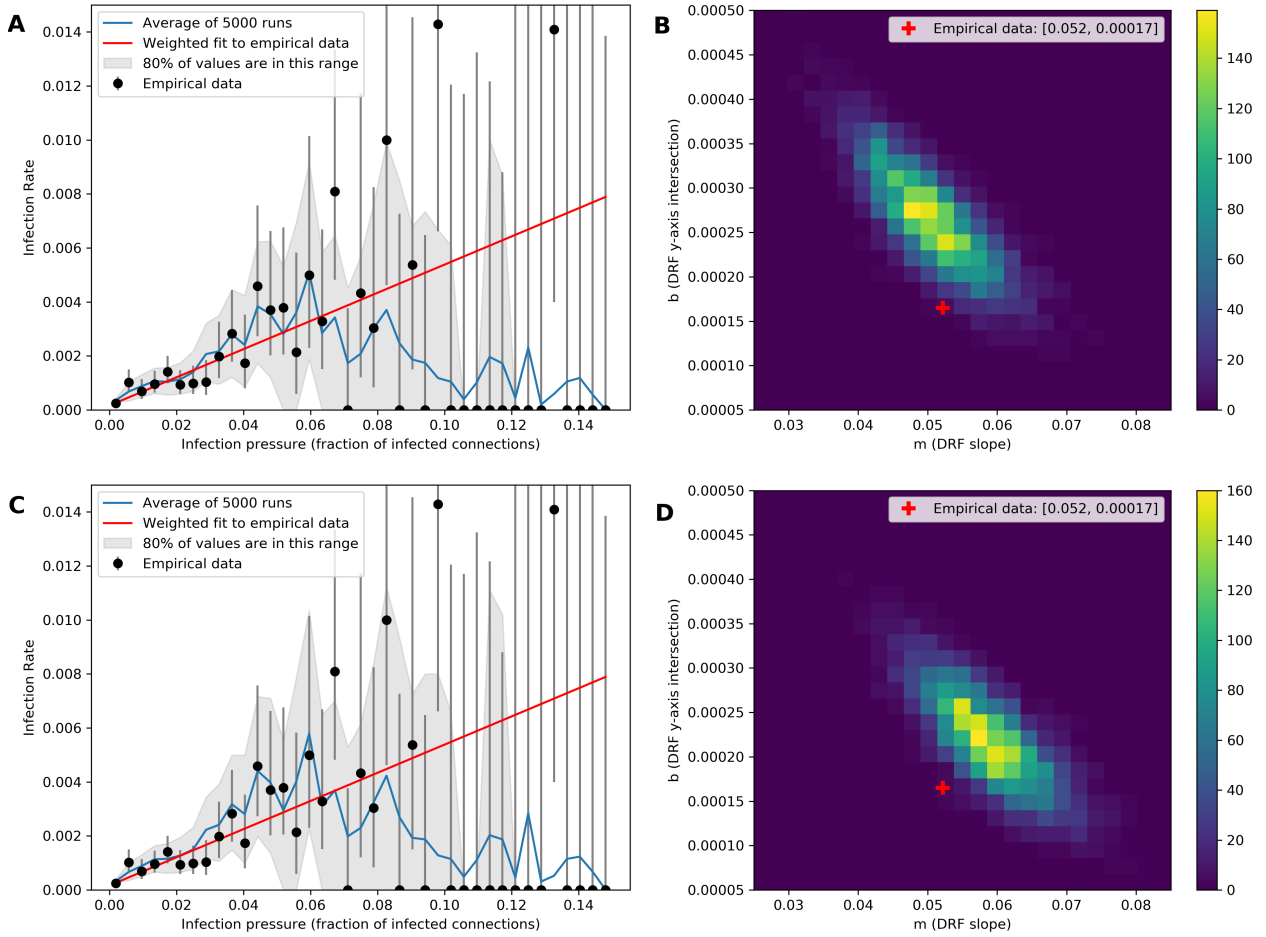 A
Average of 5000 runs
Weighted fit to empirical data
80% of values are in this range
Empirical data
Infection Rate
0.014
0.012
0.010
0.008
0.006
0.004
0.002
0.000
0.00 0.02 0.04 0.06 0.08 0.10 0.12 0.14
Infection pressure (fraction of infected connections)
B
Empirical data: [0.052, 0.00017]
b (DRF y-axis intersection)
0.00050
0.00045
0.00040
0.00035
0.00030
0.00025
0.00020
0.00015
0.00010
0.00005
0.03 0.04 0.05 0.06 0.07 0.08
m (DRF slope)
140
120
100
80
60
40
20
0
C
Average of 5000 runs
Weighted fit to empirical data
80% of values are in this range
Empirical data
Infection Rate
0.014
0.012
0.010
0.008
0.006
0.004
0.002
0.000
0.00 0.02 0.04 0.06 0.08 0.10 0.12 0.14
Infection pressure (fraction of infected connections)
D
Empirical data: [0.052, 0.00017]
b (DRF y-axis intersection)
0.00050
0.00045
0.00040
0.00035
0.00030
0.00025
0.00020
0.00015
0.00010
0.00005
0.03 0.04 0.05 0.06 0.07 0.08
m (DRF slope)
160
140
120
100
80
60
40
20
0